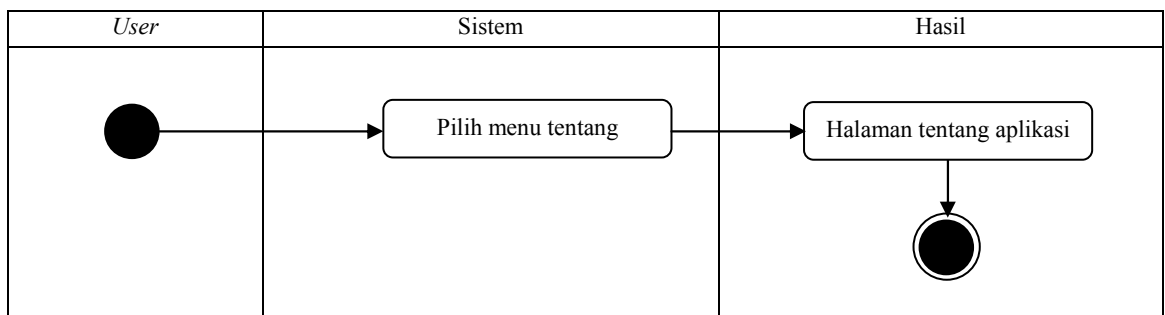 User
Sistem
Hasil
Pilih menu tentang
Halaman tentang aplikasi